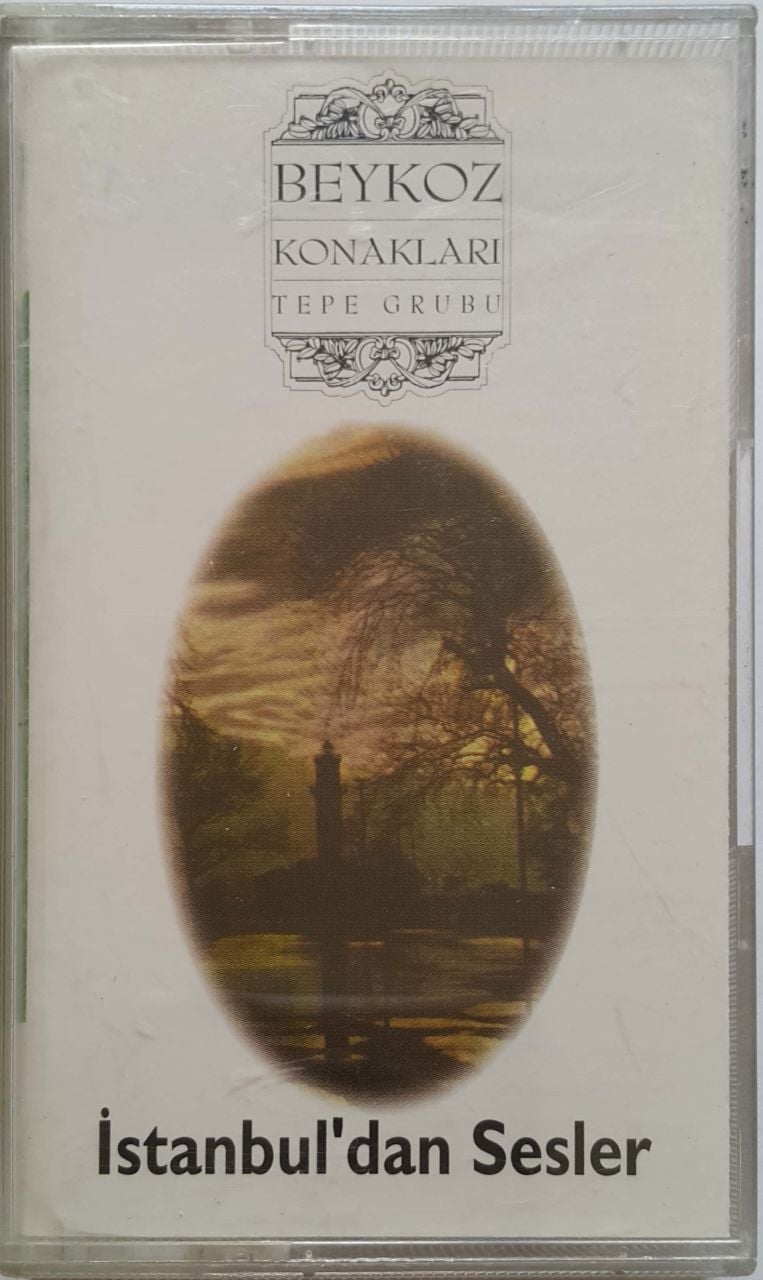 BEYKOZ
KONAKLARI
TEPE GRUBU
İstanbul'dan Sesler